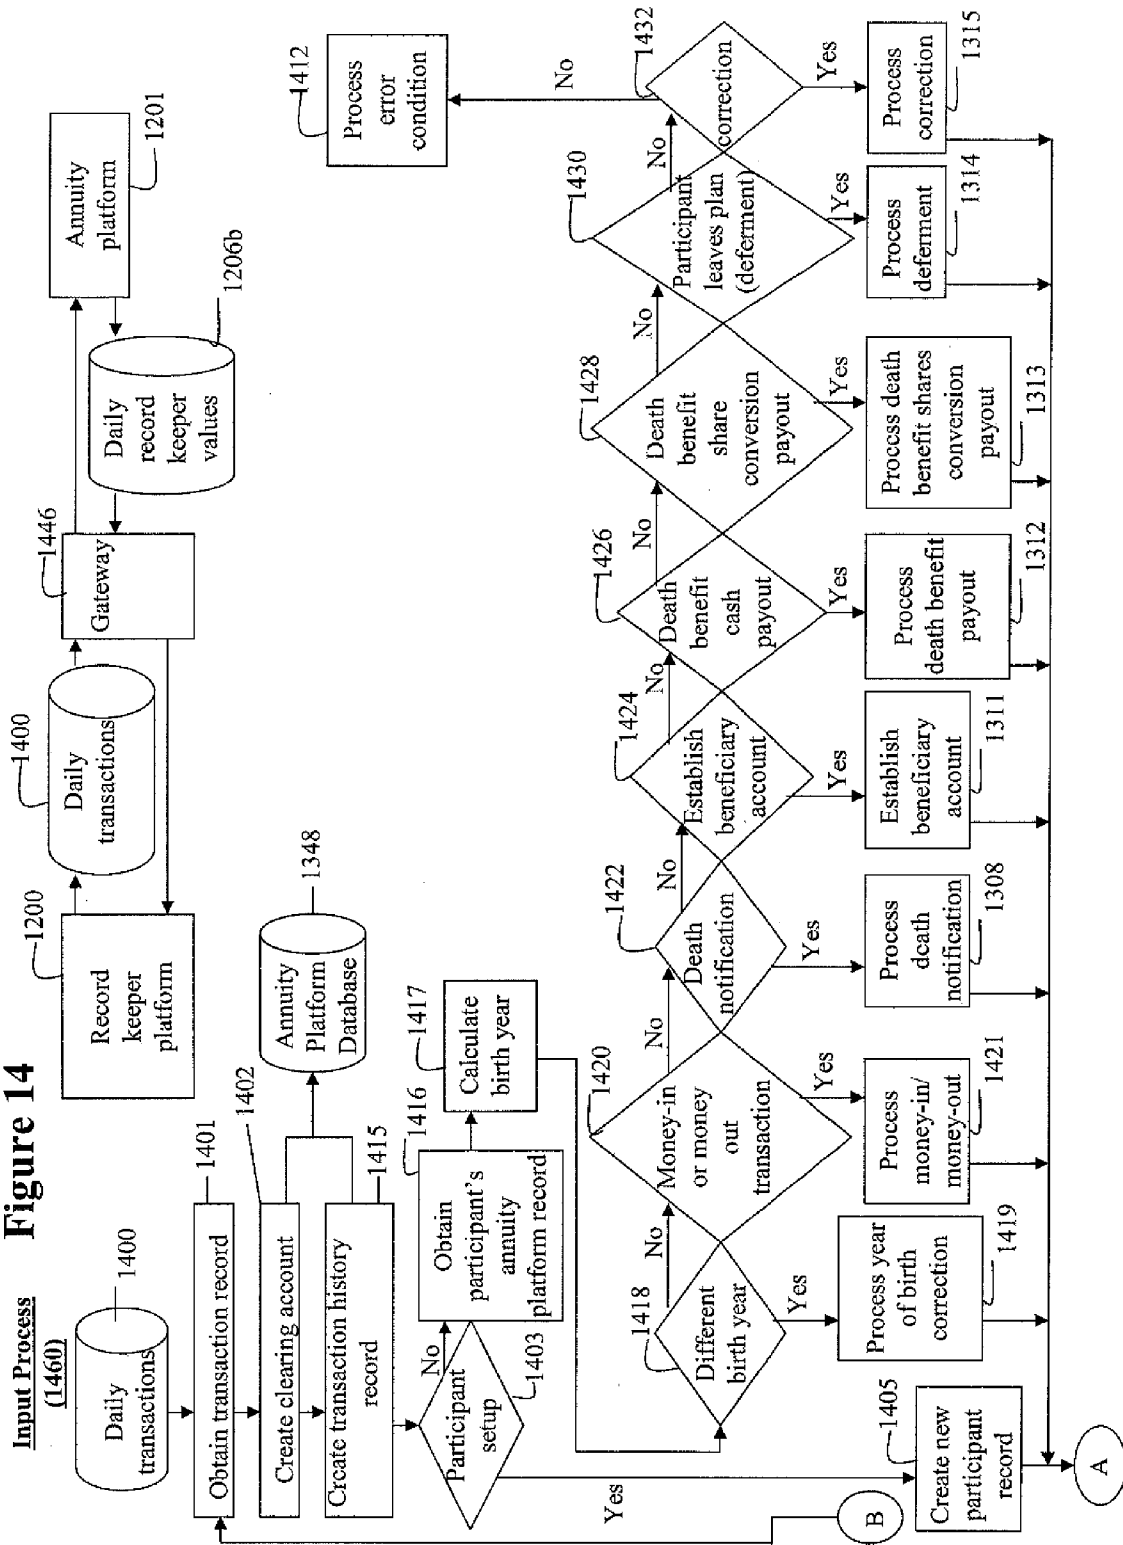 Input Process
(1460)
Figure 14
Daily
transactions
1400
Obtain transaction record
1401
Create clearing account
1402
Create transaction history
record
1415
Annuity
Platform
Database
1348
Record
keeper
platform
1200
Daily
transactions
1400
Gateway
1446
Daily
record
keeper
values
1206b
Annuity
platform
1201
Participant
setup
1403
No
Yes
Obtain
participant's
annuity
platform record
1416
Calculate
birth year
1417
Different
birth year
1418
No
Yes
Process year
of birth
correction
1419
Money-in
or money
out
transaction
1420
No
Yes
Process
money-in/
money-out
1421
Death
notification
1422
No
Yes
Process
death
notification
1308
Establish
beneficiary
account
1424
No
Yes
Establish
beneficiary
account
1311
Death
benefit
cash
payout
1426
No
Yes
Process
death benefit
payout
1312
Death
benefit
share
conversion
payout
1428
No
Yes
Process death
benefit shares
conversion
payout
1313
Participant
leaves plan
(deferment)
1430
No
Yes
Process
deferment
1314
correction
1432
No
Yes
Process
correction
1315
Process
error
condition
1412
Create new
participant
record
1405
B
A